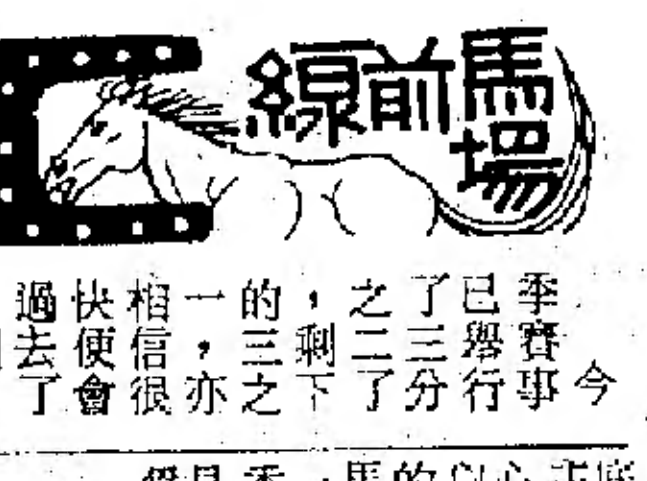 馬場前線
今
季賽事
已舉行
了三分
之二了
，剩下
的三之
一，亦
相信很
快便會
過去了